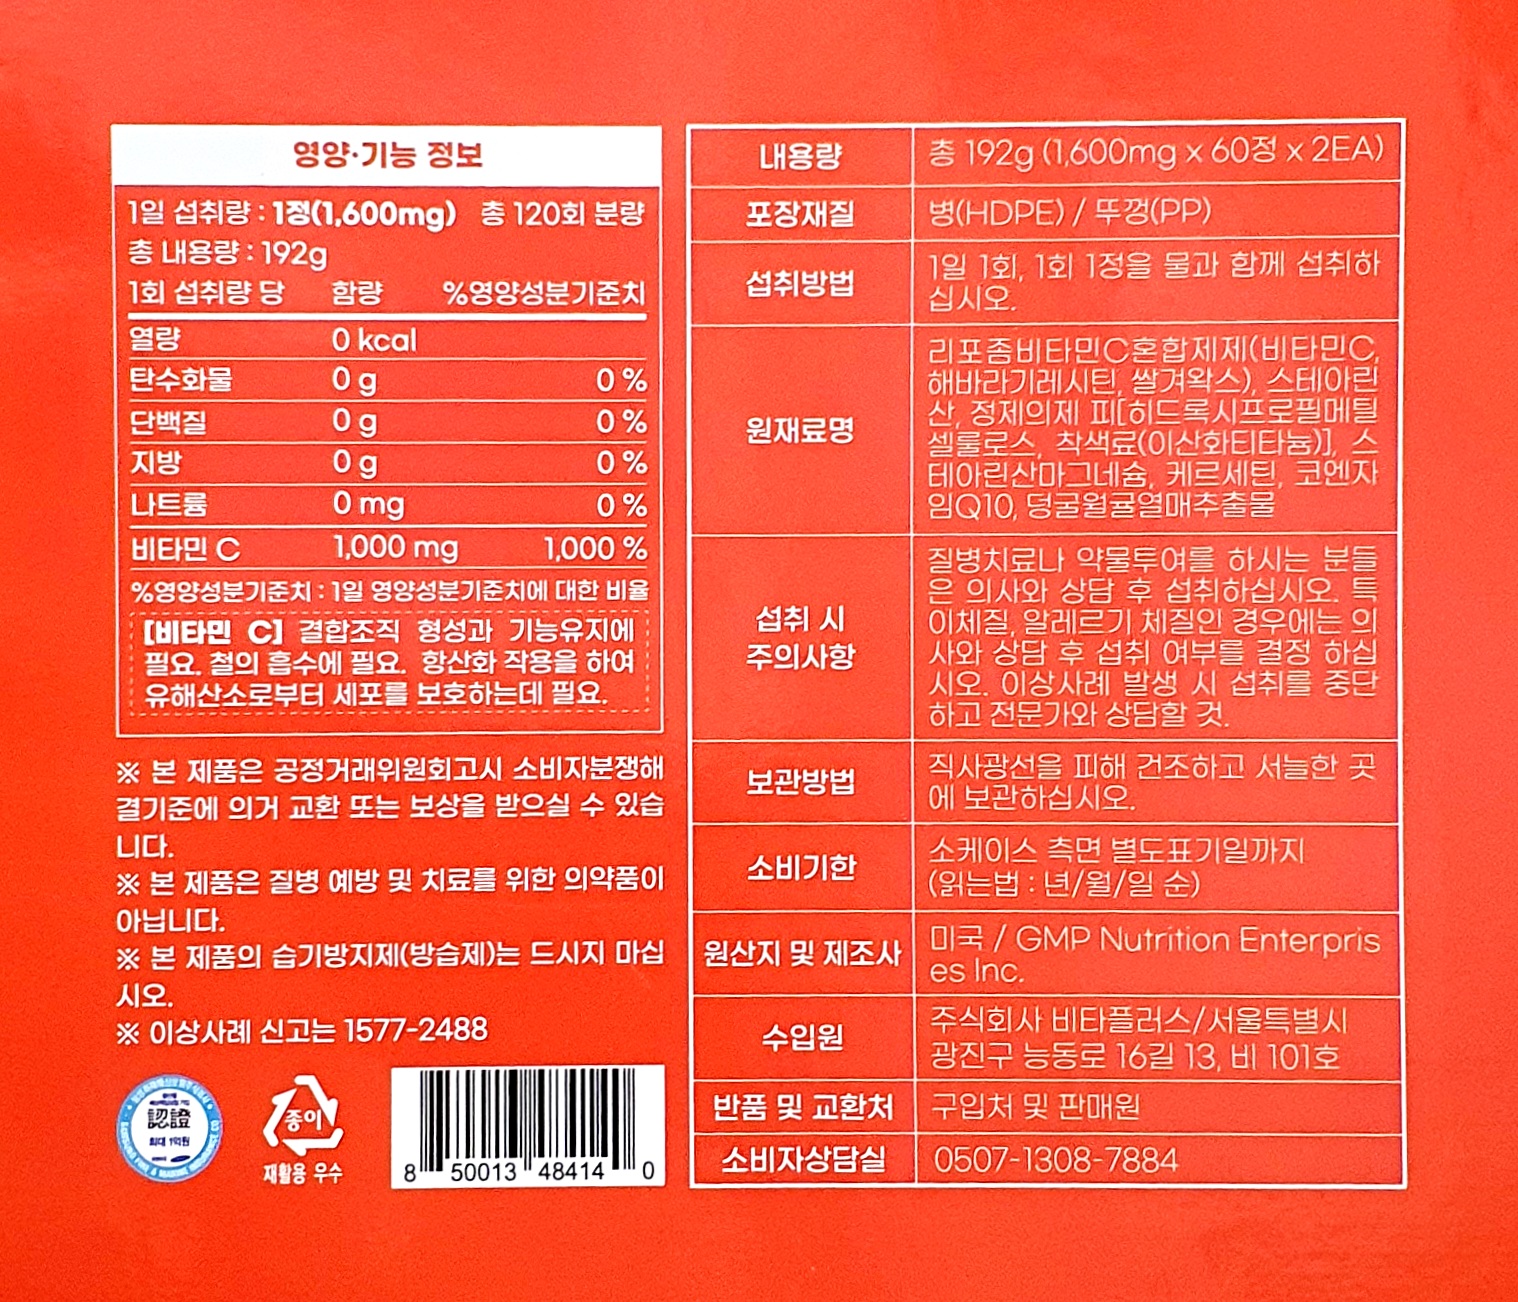 영양·기능 정보
1일 섭취량 : 1정(1,600mg) 총 120회 분량
총 내용량 : 192g
1회 섭취량 당 함량 %영양성분기준치
열량 0 kcal
탄수화물 0 g 0 %
단백질 0 g 0 %
지방 0 g 0 %
나트륨 0 mg 0 %
비타민 C 1,000 mg 1,000 %
%영양성분기준치 : 1일 영양성분기준치에 대한 비율
[비타민 C] 결합조직 형성과 기능유지에
필요. 철의 흡수에 필요. 항산화 작용을 하여
유해산소로부터 세포를 보호하는데 필요.
※ 본 제품은 공정거래위원회고시 소비자분쟁해
결기준에 의거 교환 또는 보상을 받으실 수 있습
니다.
※ 본 제품은 질병 예방 및 치료를 위한 의약품이
아닙니다.
※ 본 제품의 습기방지제(방습제)는 드시지 마십
시오.
※ 이상사례 신고는 1577-2488
認證
최대 1억원
종이
재활용 우수
8 50013 48414 0
내용량 총 192g (1,600mg x 60정 x 2EA)
포장재질 병(HDPE) / 뚜껑(PP)
섭취방법
1일 1회, 1회 1정을 물과 함께 섭취하
십시오.
원재료명
리포좀비타민C혼합제제(비타민C,
해바라기레시틴, 쌀겨왁스), 스테아린
산, 정제의제 피[히드록시프로필메틸
셀룰로스, 착색료(이산화티타늄)], 스
테아린산마그네슘, 케르세틴, 코엔자
임Q10, 덩굴월귤열매추출물
섭취 시
주의사항
질병치료나 약물투여를 하시는 분들
은 의사와 상담 후 섭취하십시오. 특
이체질, 알레르기 체질인 경우에는 의
사와 상담 후 섭취 여부를 결정 하십
시오. 이상사례 발생 시 섭취를 중단
하고 전문가와 상담할 것.
보관방법
직사광선을 피해 건조하고 서늘한 곳
에 보관하십시오.
소비기한
소케이스 측면 별도표기일까지
(읽는법 : 년/월/일 순)
원산지 및 제조사
미국 / GMP Nutrition Enterpris
es Inc.
수입원
주식회사 비타플러스/서울특별시
광진구 능동로 16길 13, 비 101호
반품 및 교환처 구입처 및 판매원
소비자상담실 0507-1308-7884